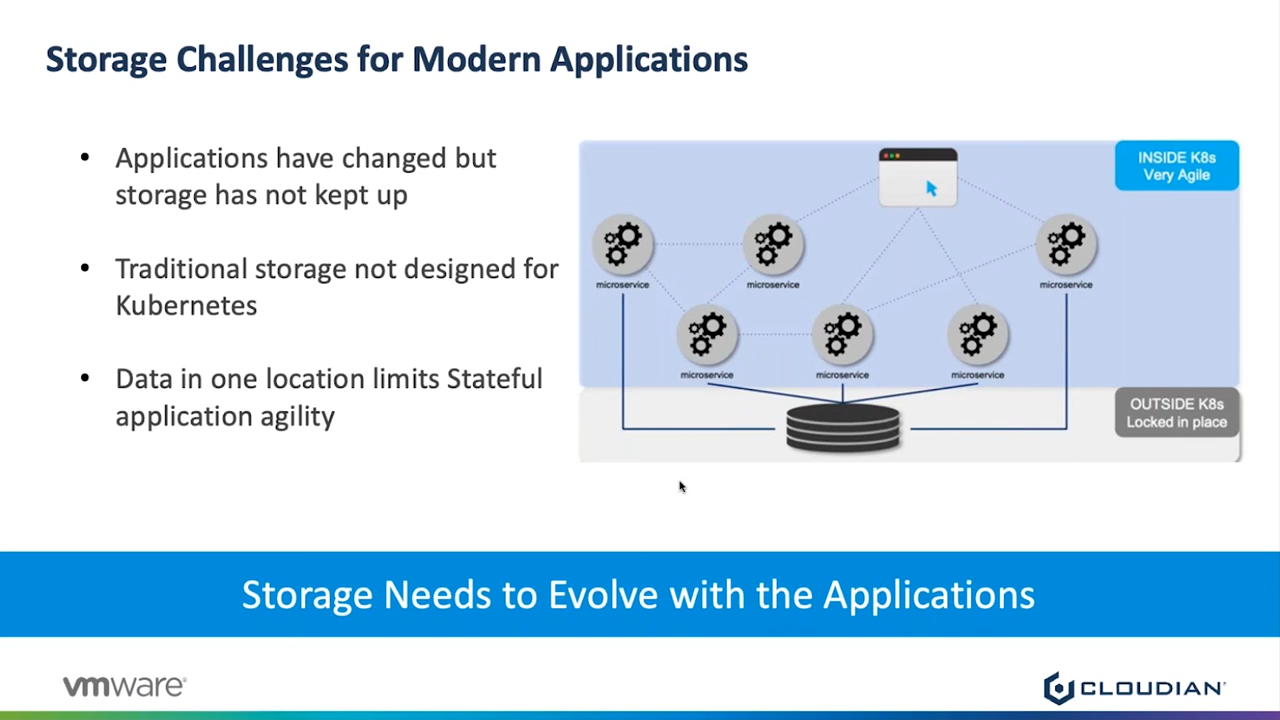 Storage Challenges for Modern Applications
• Applications have changed but
storage has not kept up
• Traditional storage not designed for
Kubernetes
• Data in one location limits Stateful
application agility
INSIDE K8s
Very Agile
microservice
microservice
microservice
microservice
microservice
microservice
OUTSIDE K8s
Locked in place
Storage Needs to Evolve with the Applications
vmware®
CLOUDIAN®